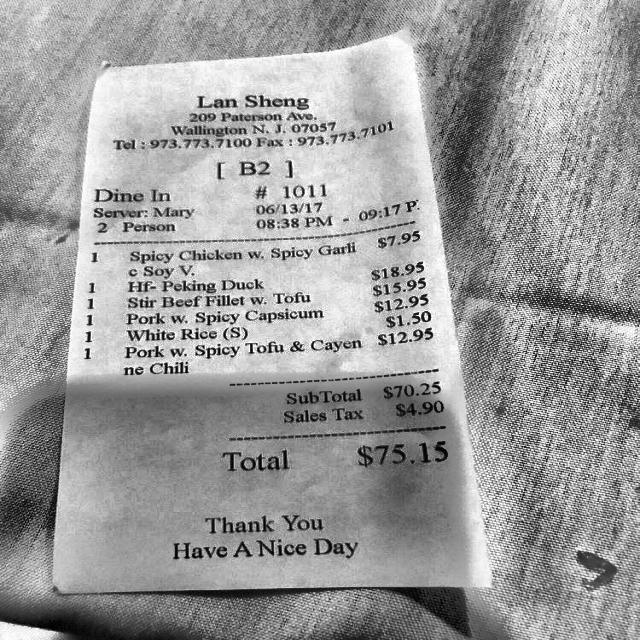 Lan Sheng
209 Paterson Ave.
Wallington N. J. 07057
Tel : 973.773.7100 Fax : 973.773.7101
[ B2 ]
Dine In # 1011
Server: Mary 06/13/17
2 Person 08:38 PM - 09:17 P
1 Spicy Chicken w. Spicy Garli $7.95
c Soy V.
1 Hf- Peking Duck $18.95
1 Stir Beef Fillet w. Tofu $15.95
1 Pork w. Spicy Capsicum $12.95
1 White Rice (S) $1.50
1 Pork w. Spicy Tofu & Cayen $12.95
ne Chili
SubTotal $70.25
Sales Tax $4.90
Total $75.15
Thank You
Have A Nice Day